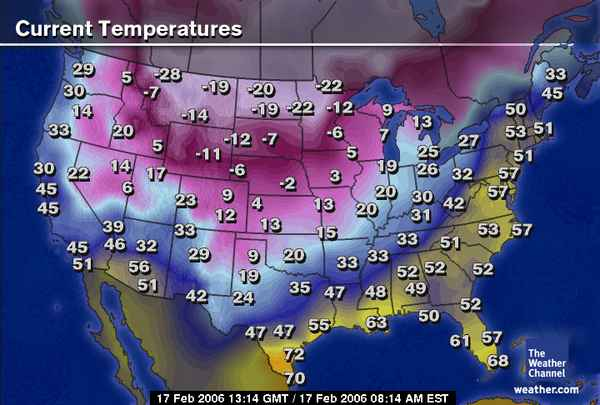 Current Temperatures
29 5 -28 -19 -20 -22 33
30 -7 45
14 -14 -19 -22 -12 9 50
33 20 13 53 51
5 -12 -7 -6 7 27
-11 5 25 51
30 22 14 17 -6 3 19 26 32 57
45 6 -2 20 57
45 23 9 4 13 20 30 42
12 31
39 33 13 15 53 57
45 46 32 33 51
51 56 29 9 20 33 33
51 19 52 52 52
42 24 35 47 48 49
52
47 47 55 63 50
61 57
72 68
70
The
Weather
Channel
weather.com
17 Feb 2006 13:14 GMT / 17 Feb 2006 08:14 AM EST